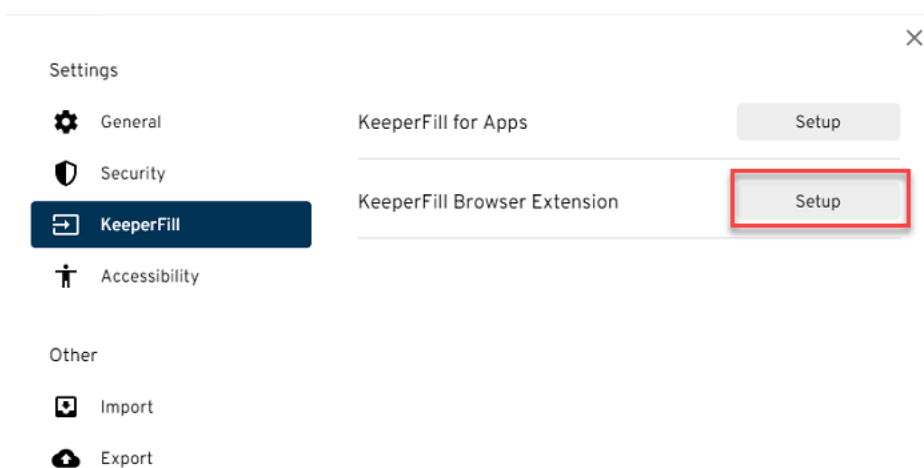 Settings
General
Security
KeeperFill
Accessibility
Other
Import
Export
KeeperFill for Apps
Setup
KeeperFill Browser Extension
Setup